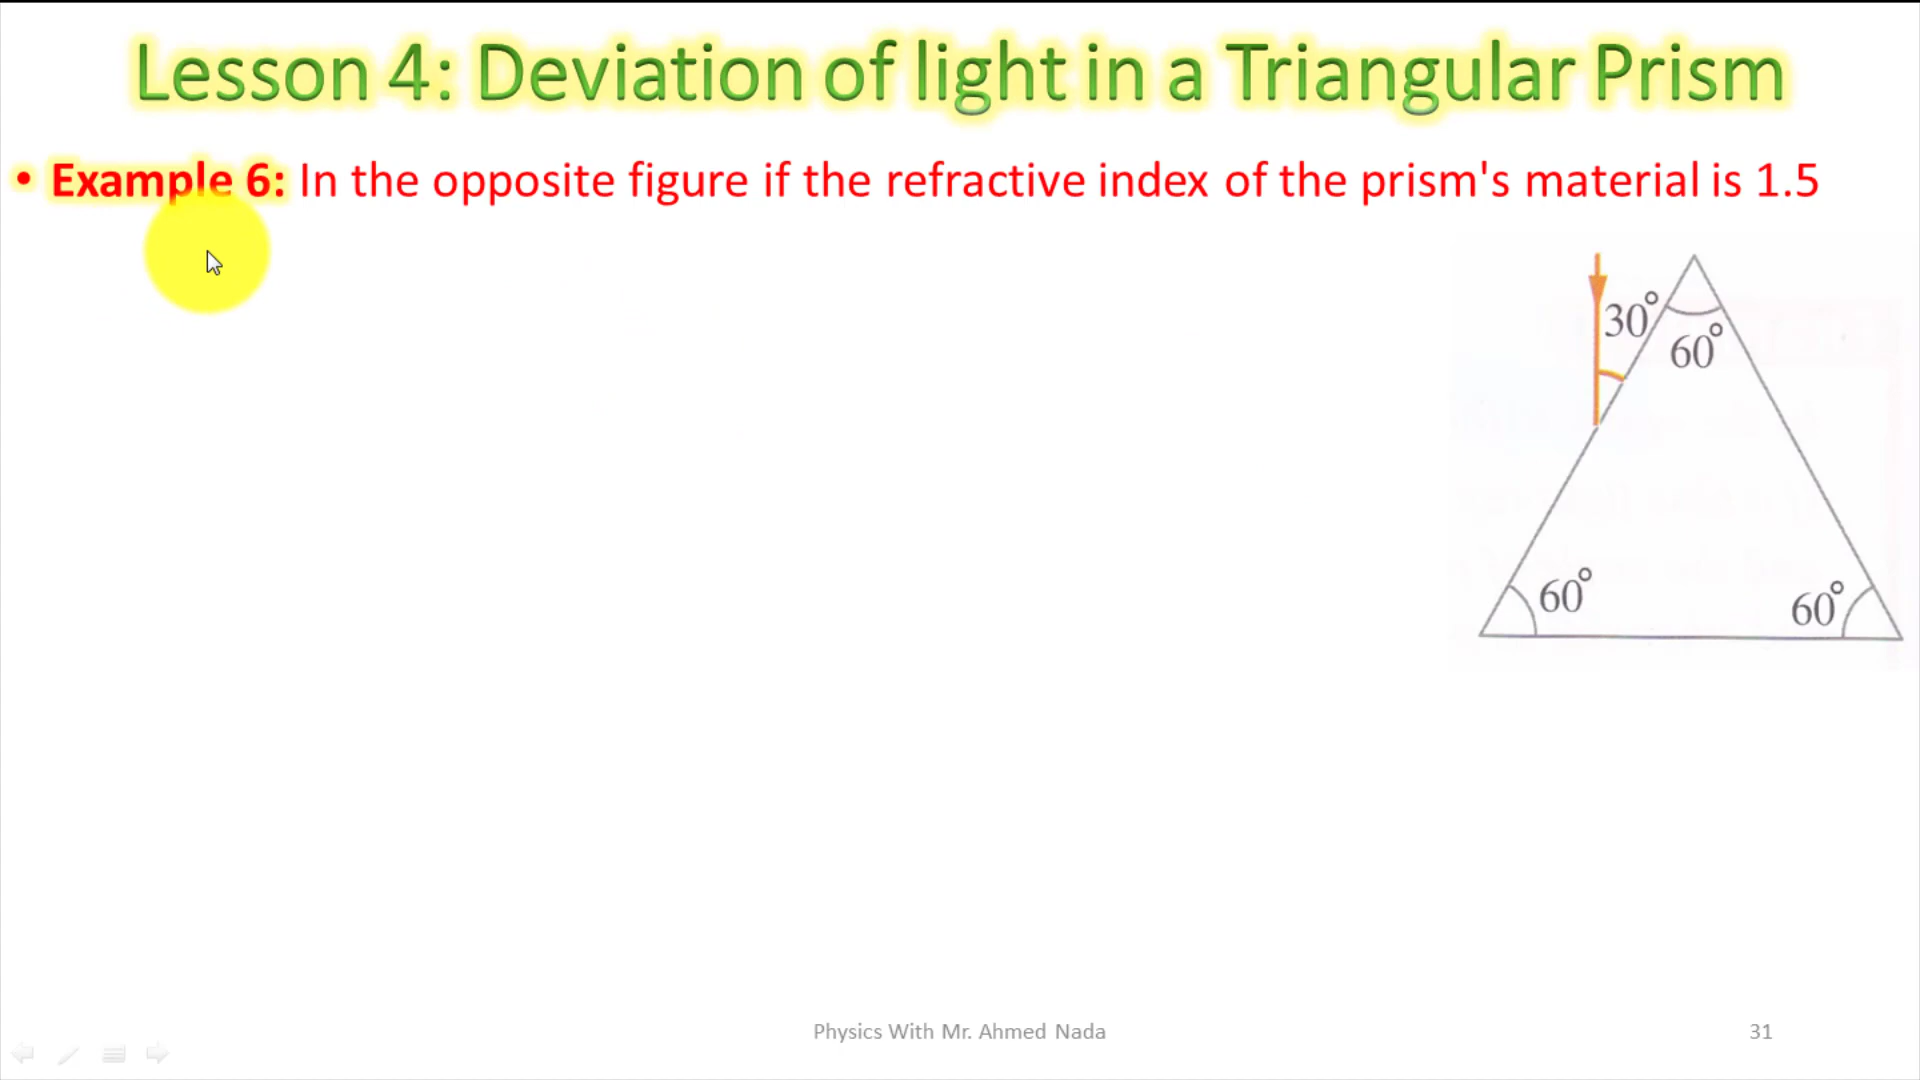 Lesson 4: Deviation of light in a Triangular Prism
• Example 6: In the opposite figure if the refractive index of the prism's material is 1.5
30°
60°
60°
60°
Physics With Mr. Ahmed Nada
31